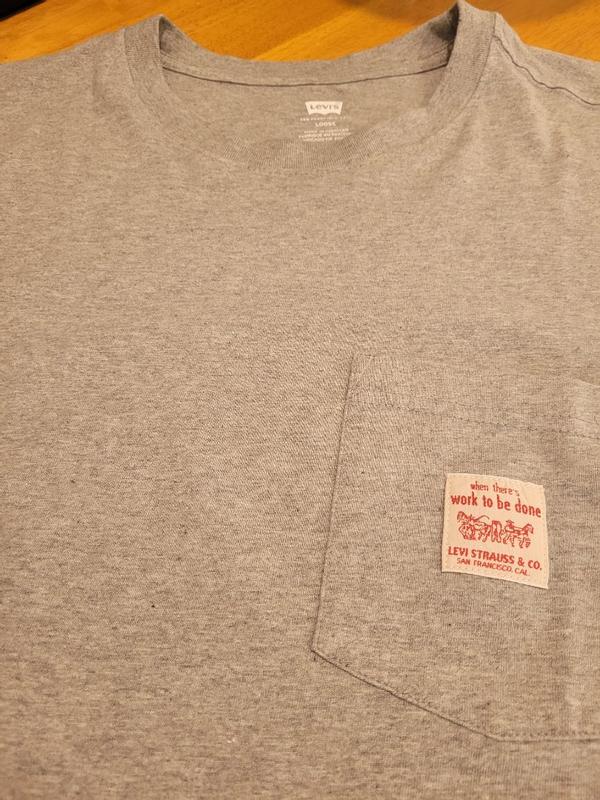 Levi's
LOOSE
when there's
work to be done
LEVI STRAUSS & CO.
SAN FRANCISCO, CAL.